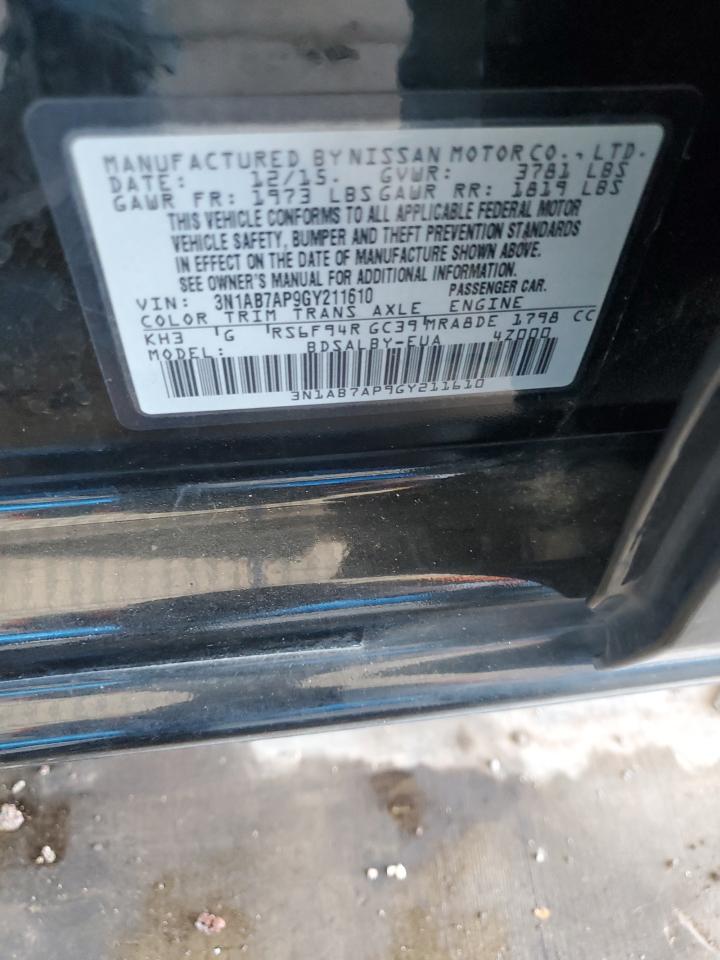 MANUFACTURED BY NISSAN MOTOR CO., LTD.
DATE: 12/15. GVWR: 3781 LBS
GAWR FR: 1973 LBS GAWR RR: 1819 LBS
THIS VEHICLE CONFORMS TO ALL APPLICABLE FEDERAL MOTOR
VEHICLE SAFETY, BUMPER AND THEFT PREVENTION STANDARDS
IN EFFECT ON THE DATE OF MANUFACTURE SHOWN ABOVE.
SEE OWNER'S MANUAL FOR ADDITIONAL INFORMATION.
VIN: 3N1AB7AP9GY211610 PASSENGER CAR.
COLOR TRIM TRANS AXLE ENGINE
KH3 G RS6F94R GC39 MRA8DE 1798 CC
MODEL: BDSALBY-EUA 4Z000
3N1AB7AP9GY211610